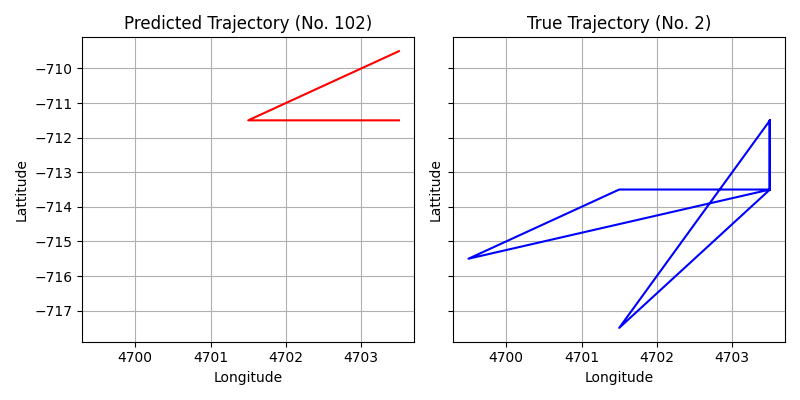 Predicted Trajectory (No. 102)
True Trajectory (No. 2)
Lattitude
−710
−711
−712
−713
−714
−715
−716
−717
4700 4701 4702 4703
Longitude
Lattitude
4700 4701 4702 4703
Longitude